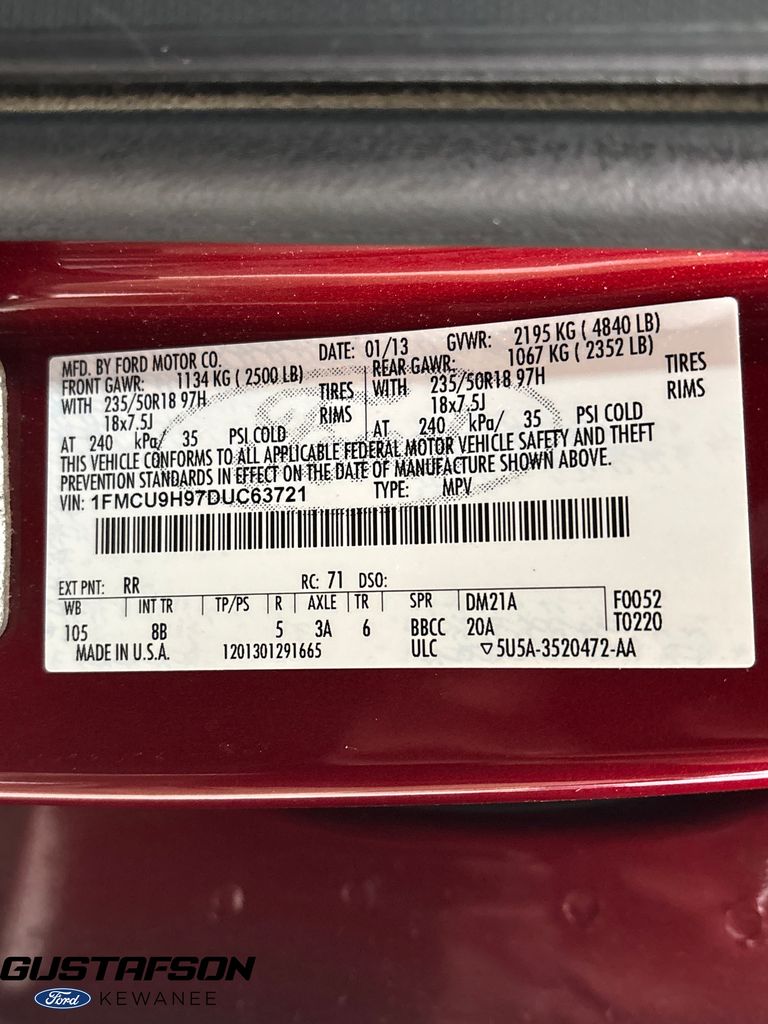 MFD. BY FORD MOTOR CO. DATE: 01/13 GVWR: 2195 KG ( 4840 LB)
FRONT GAWR: 1134 KG ( 2500 LB) REAR GAWR: 1067 KG ( 2352 LB)
WITH 235/50R18 97H TIRES WITH 235/50R18 97H TIRES
18x7.5J RIMS 18x7.5J RIMS
AT 240 kPa/ 35 PSI COLD AT 240 kPa/ 35 PSI COLD
THIS VEHICLE CONFORMS TO ALL APPLICABLE FEDERAL MOTOR VEHICLE SAFETY AND THEFT
PREVENTION STANDARDS IN EFFECT ON THE DATE OF MANUFACTURE SHOWN ABOVE.
VIN: 1FMCU9H97DUC63721 TYPE: MPV
EXT PNT: RR RC: 71 DSO:
WB INT TR TP/PS R AXLE TR SPR DM21A F0052
105 8B 5 3A 6 BBCC 20A T0220
MADE IN U.S.A. 1201301291665 ULC ▽5U5A-3520472-AA
GUSTAFSON
Ford KEWANEE